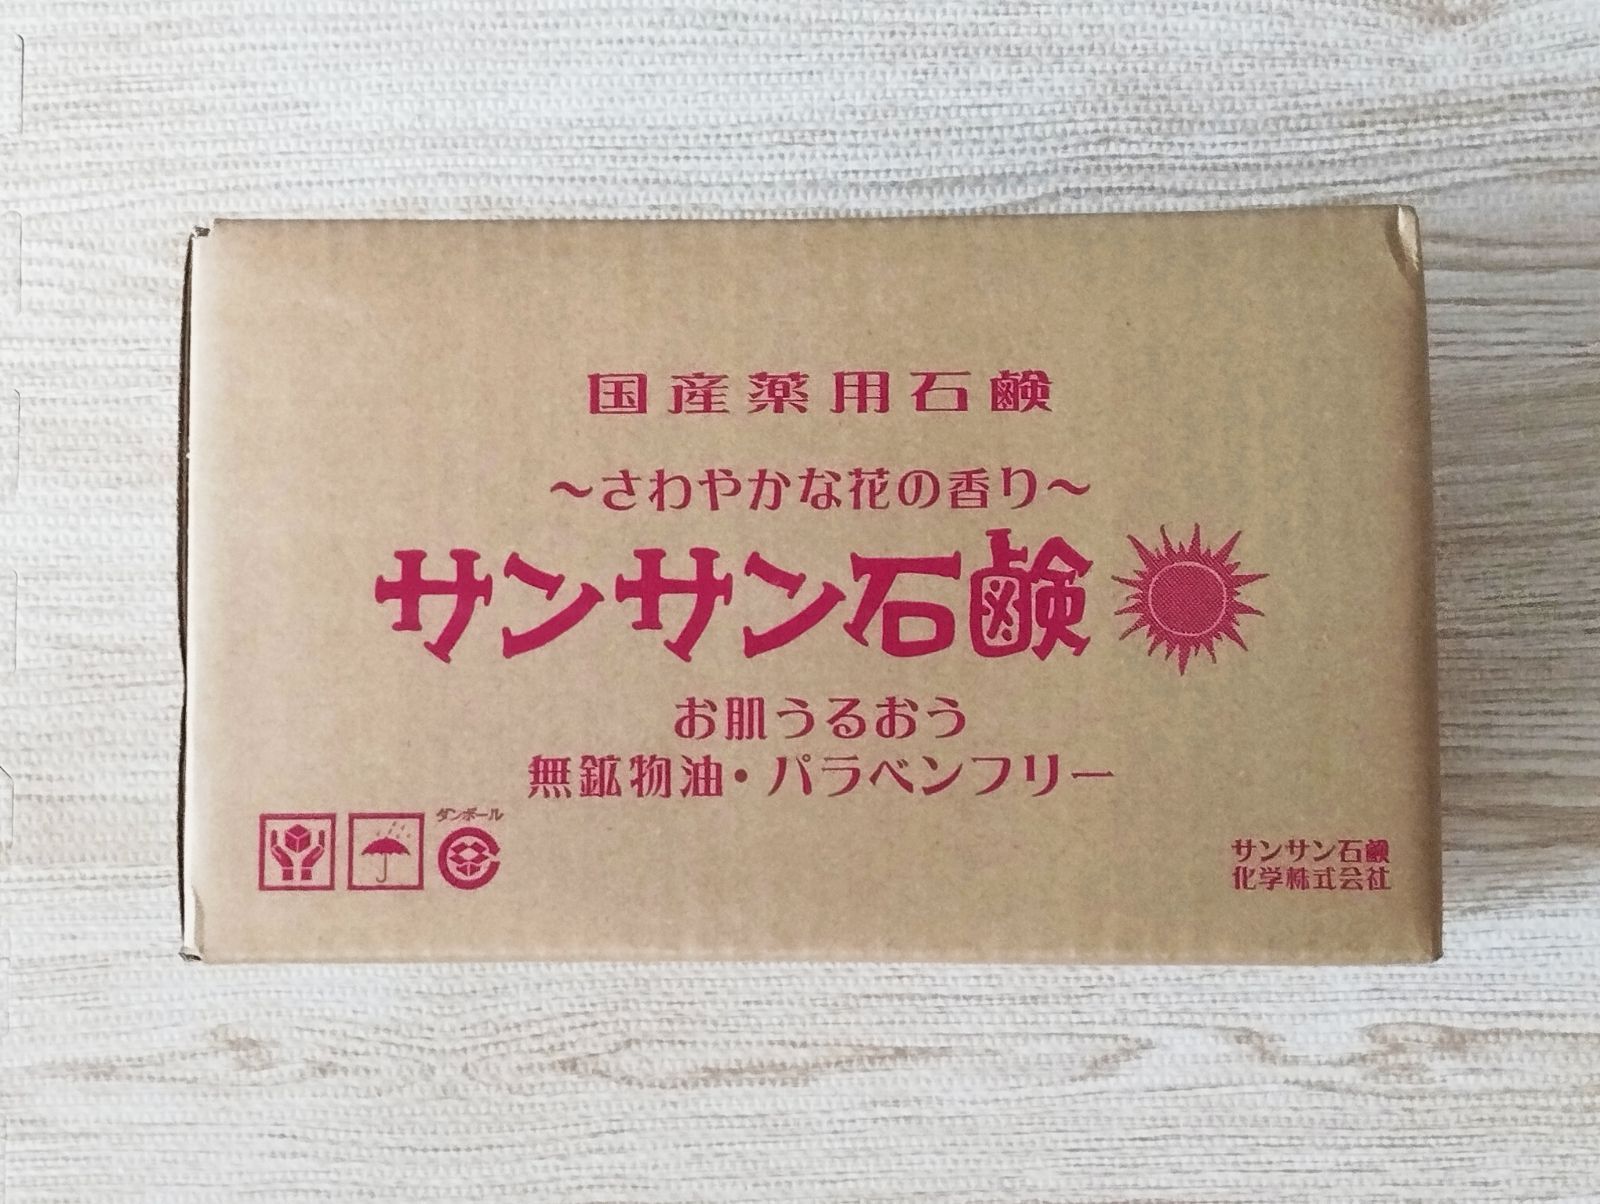 国産薬用石鹸
～さわやかな花の香り～
サンサン石鹸
お肌うるおう
無鉱物油・パラベンフリー
ダンボール
サンサン石鹸
化学株式会社